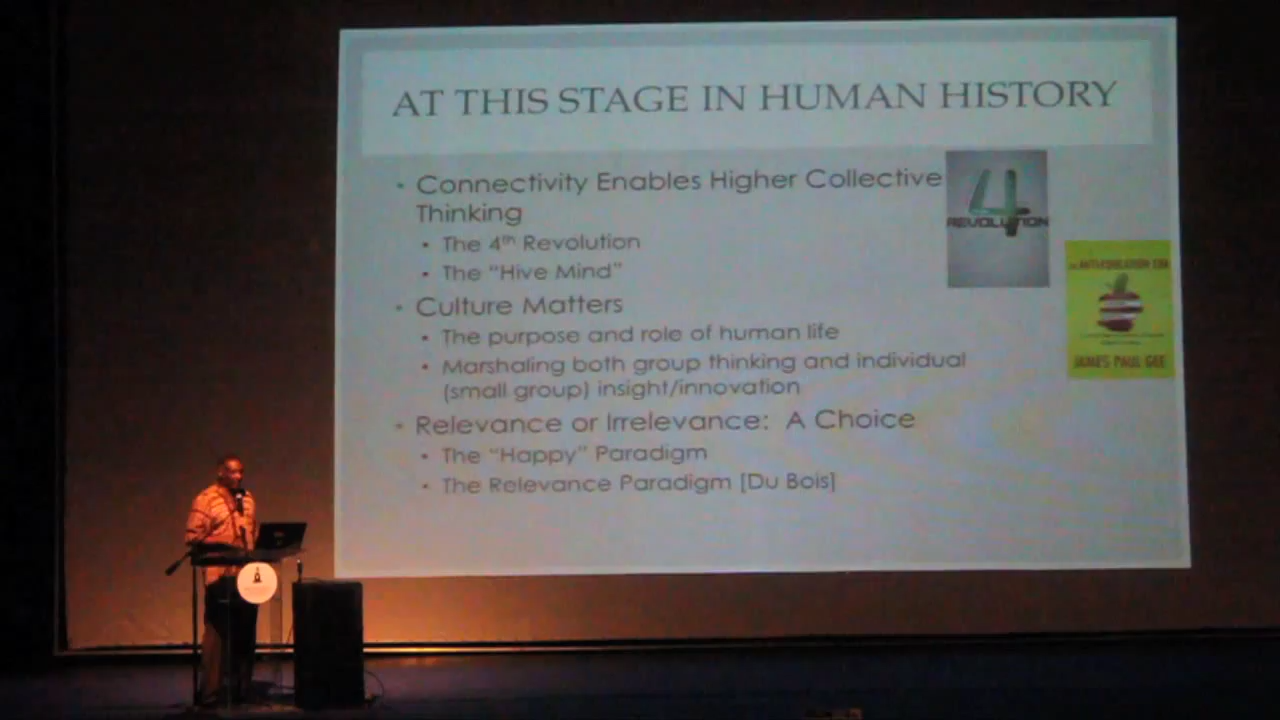 AT THIS STAGE IN HUMAN HISTORY
• Connectivity Enables Higher Collective
Thinking
• The 4th Revolution
• The “Hive Mind”
• Culture Matters
• The purpose and role of human life
• Marshaling both group thinking and individual
(small group) insight/innovation
• Relevance or Irrelevance: A Choice
• The “Happy” Paradigm
• The Relevance Paradigm [Du Bois]
4
REVOLUTION
JAMES PAUL GEE